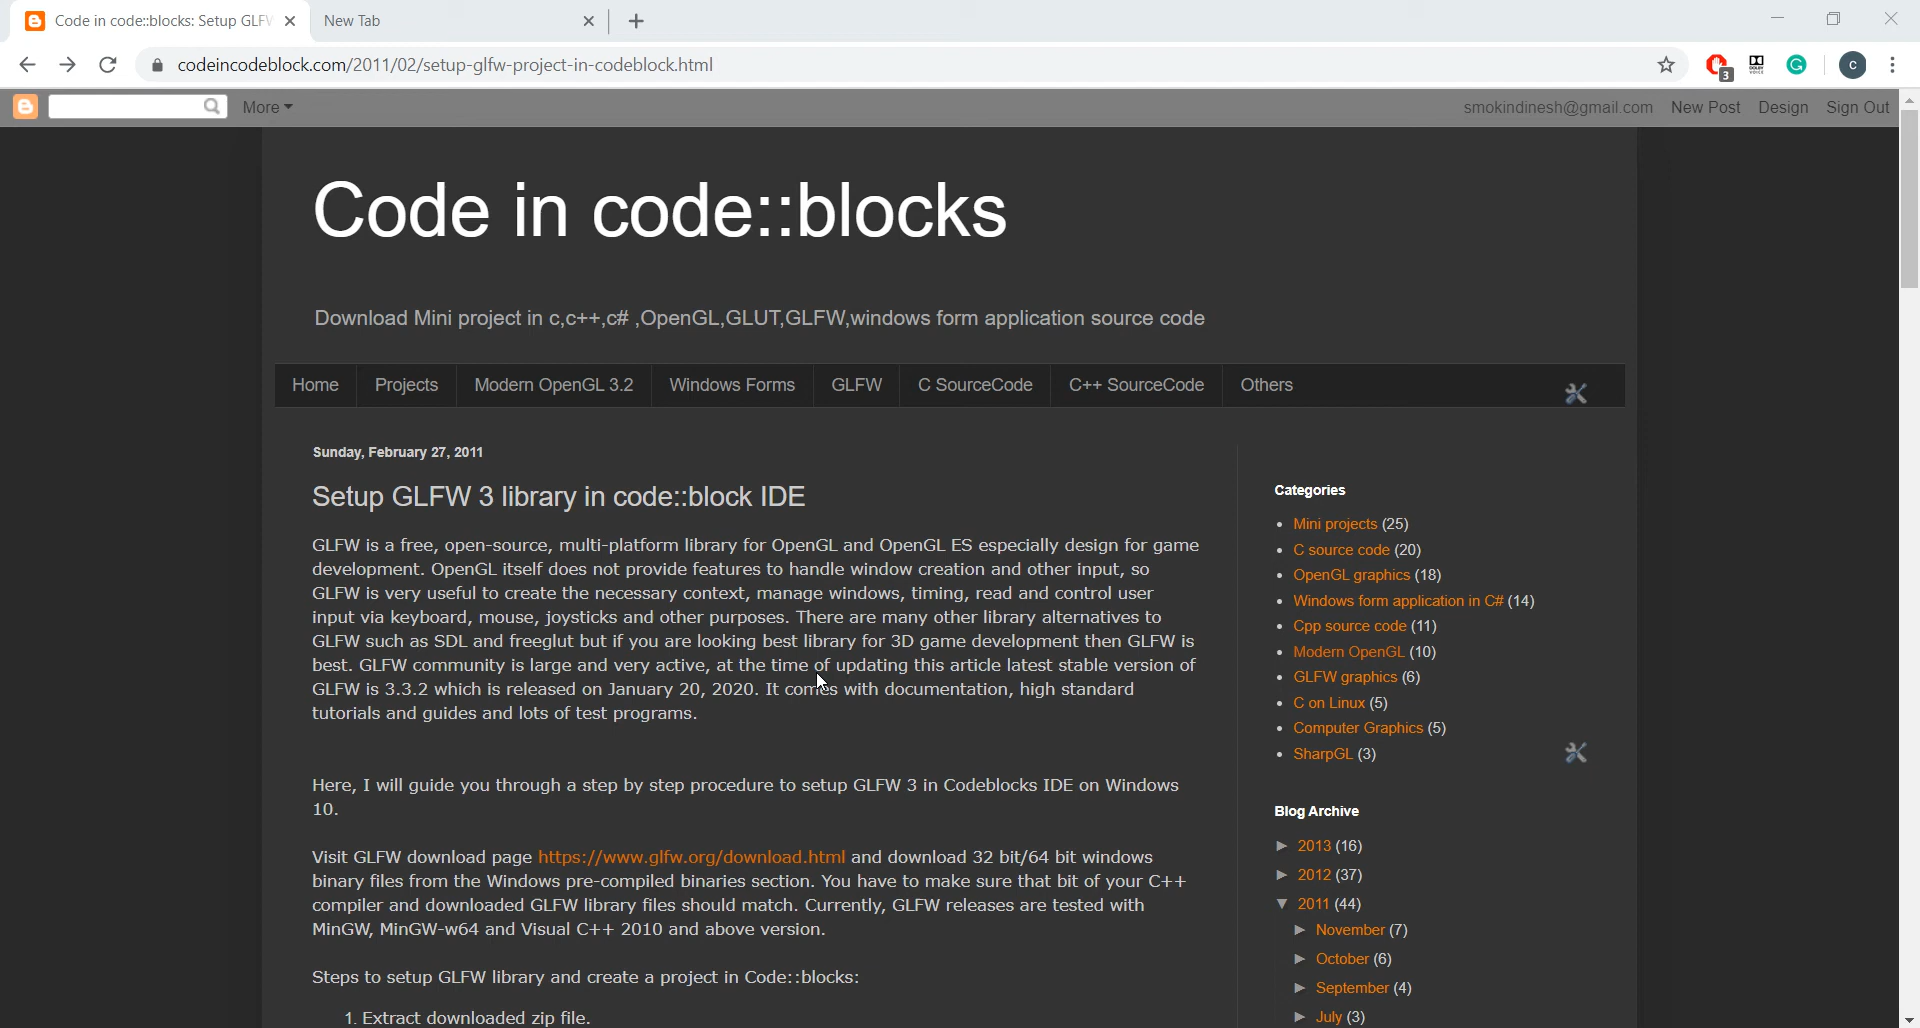 Code in code::blocks: Setup GLFW
New Tab
codeincodeblock.com/2011/02/setup-glfw-project-in-codeblock.html
3
DOLBY
VOICE
c
More
smokindinesh@gmail.com New Post Design Sign Out
Code in code::blocks
Download Mini project in c,c++,c# ,OpenGL,GLUT,GLFW,windows form application source code
Home Projects Modern OpenGL 3.2 Windows Forms GLFW C SourceCode C++ SourceCode Others
Sunday, February 27, 2011
Setup GLFW 3 library in code::block IDE
GLFW is a free, open-source, multi-platform library for OpenGL and OpenGL ES especially design for game
development. OpenGL itself does not provide features to handle window creation and other input, so
GLFW is very useful to create the necessary context, manage windows, timing, read and control user
input via keyboard, mouse, joysticks and other purposes. There are many other library alternatives to
GLFW such as SDL and freeglut but if you are looking best library for 3D game development then GLFW is
best. GLFW community is large and very active, at the time of updating this article latest stable version of
GLFW is 3.3.2 which is released on January 20, 2020. It comes with documentation, high standard
tutorials and guides and lots of test programs.
Here, I will guide you through a step by step procedure to setup GLFW 3 in Codeblocks IDE on Windows
10.
Visit GLFW download page https://www.glfw.org/download.html and download 32 bit/64 bit windows
binary files from the Windows pre-compiled binaries section. You have to make sure that bit of your C++
compiler and downloaded GLFW library files should match. Currently, GLFW releases are tested with
MinGW, MinGW-w64 and Visual C++ 2010 and above version.
Steps to setup GLFW library and create a project in Code::blocks:
1. Extract downloaded zip file.
Categories
Mini projects (25)
C source code (20)
OpenGL graphics (18)
Windows form application in C# (14)
Cpp source code (11)
Modern OpenGL (10)
GLFW graphics (6)
C on Linux (5)
Computer Graphics (5)
SharpGL (3)
Blog Archive
► 2013 (16)
► 2012 (37)
▼ 2011 (44)
► November (7)
► October (6)
► September (4)
► July (3)